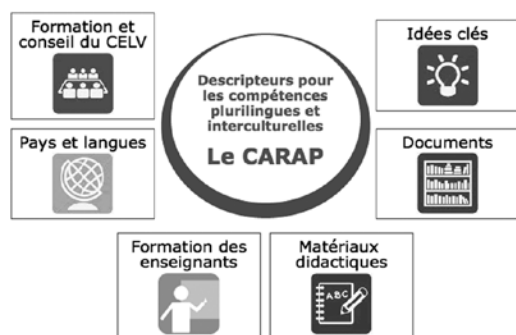 Formation et
conseil du CELV
Idées clés
Descripteurs pour
les compétences
plurilingues et
interculturelles
Le CARAP
Pays et langues
Documents
Formation des
enseignants
Matériaux
didactiques
ABC